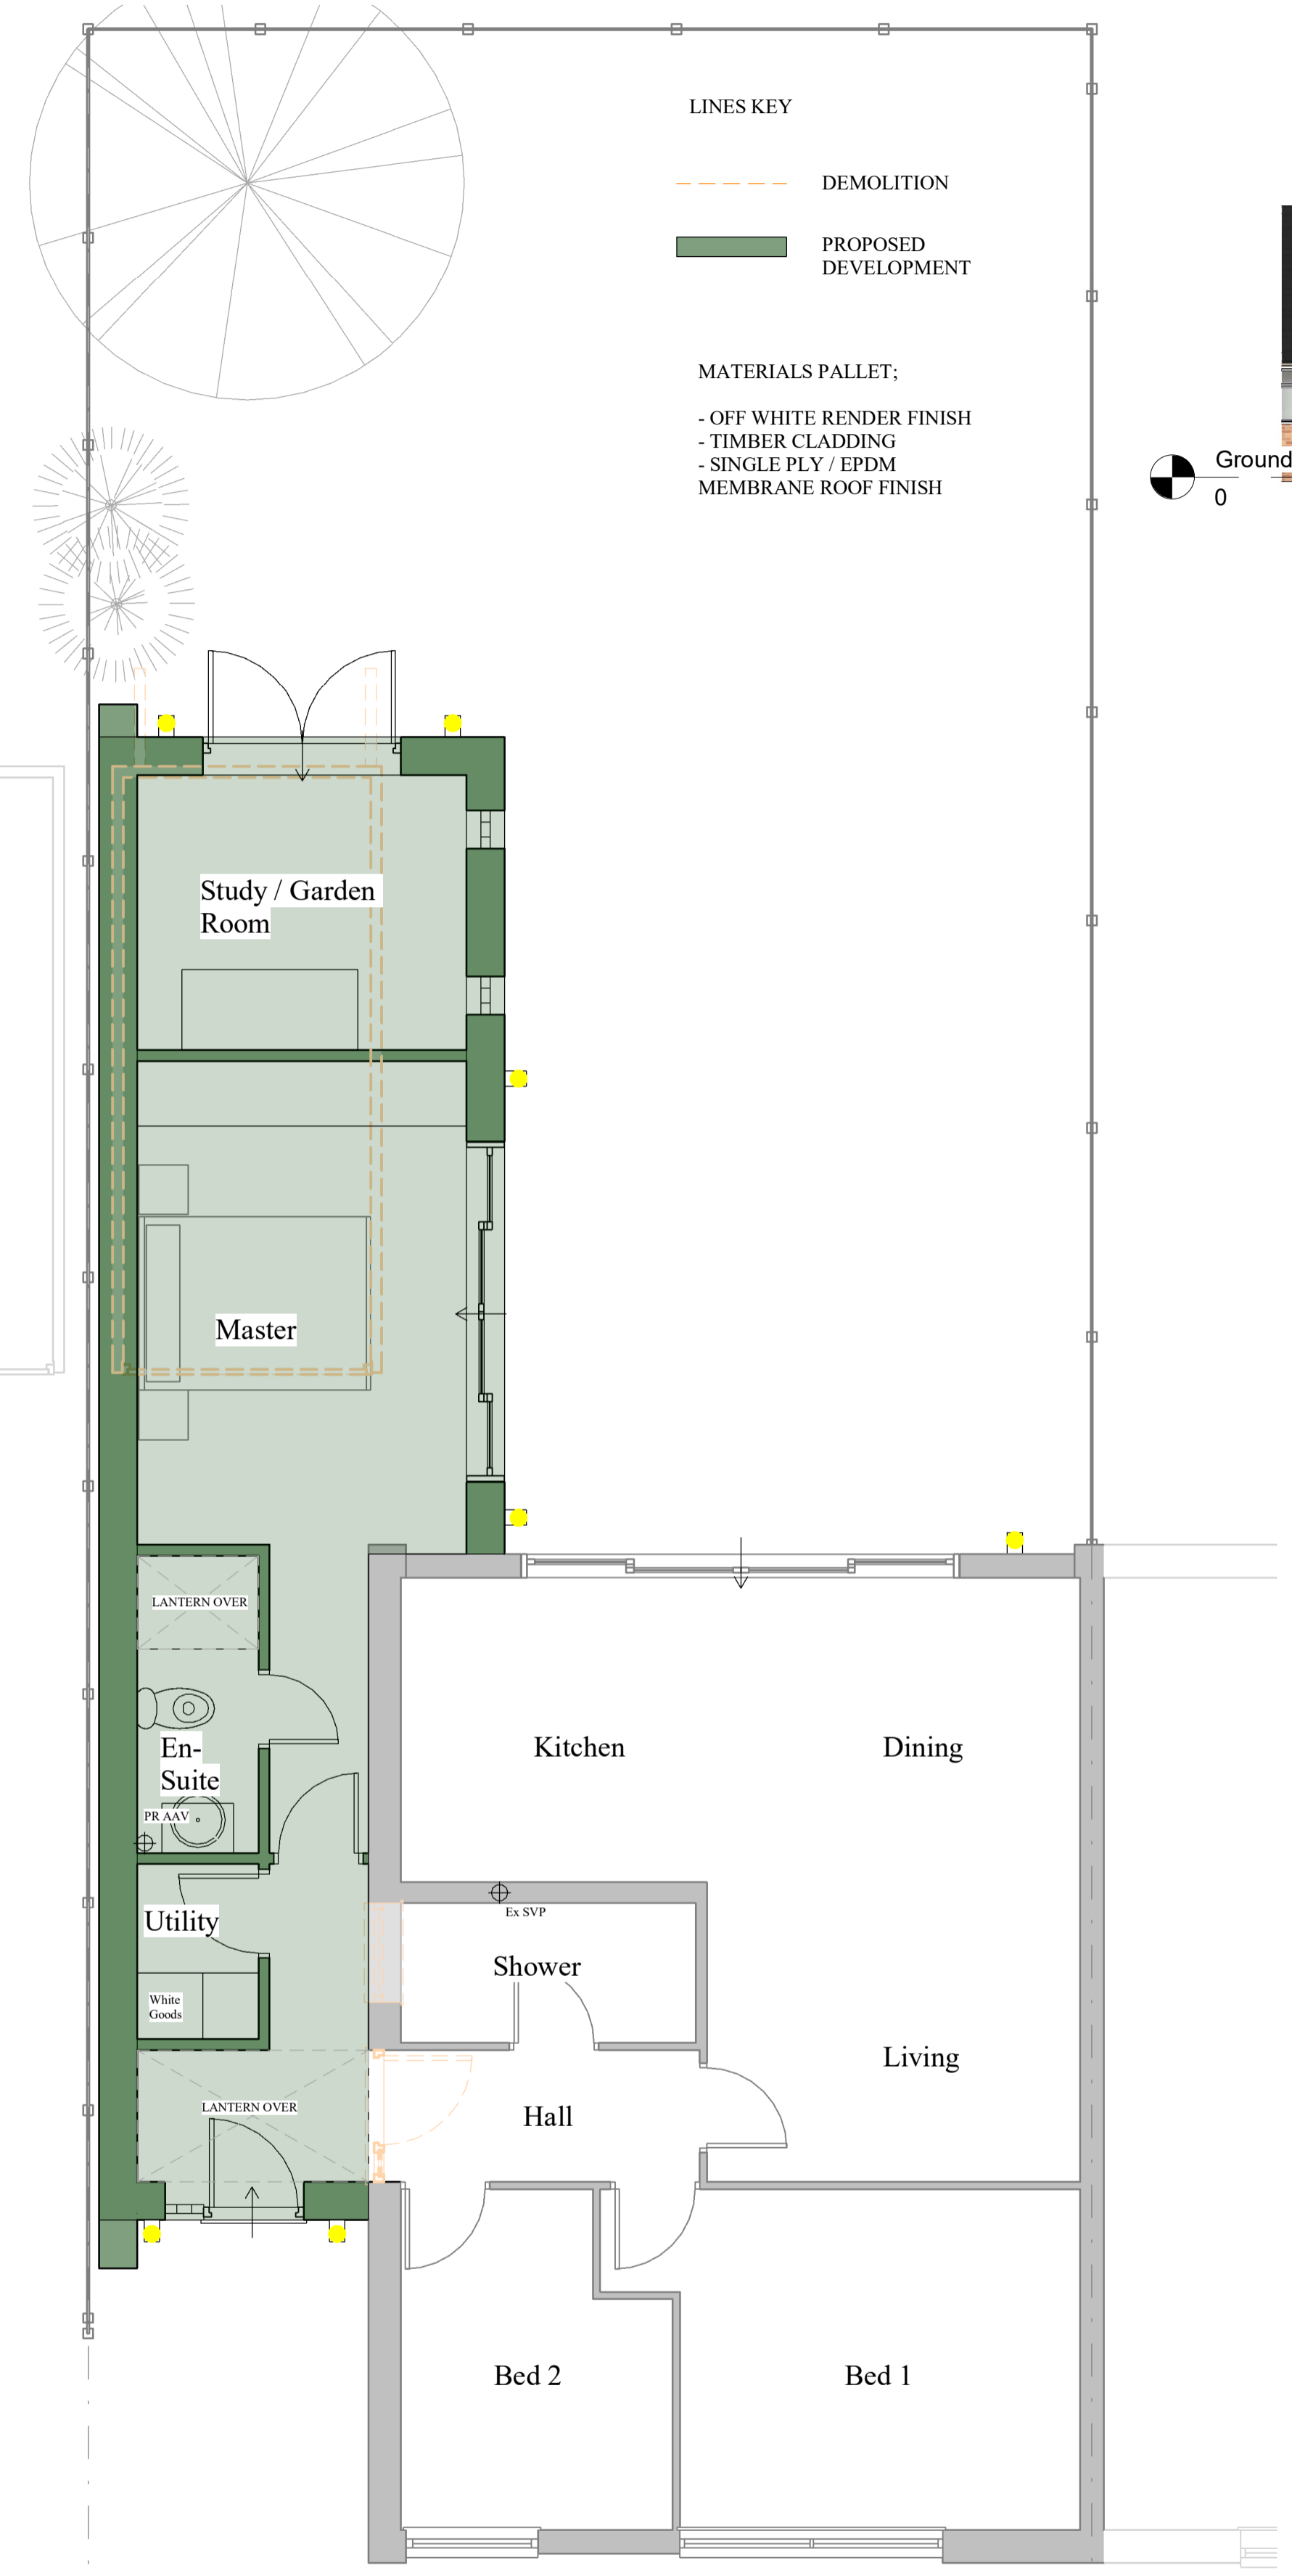 LINES KEY
DEMOLITION
PROPOSED
DEVELOPMENT
MATERIALS PALLET;
- OFF WHITE RENDER FINISH
- TIMBER CLADDING
- SINGLE PLY / EPDM
MEMBRANE ROOF FINISH
Ground
0
Study / Garden
Room
Master
LANTERN OVER
En-
Suite
PR AAV
Kitchen
Dining
Utility
Ex SVP
Shower
White
Goods
Living
LANTERN OVER
Hall
Bed 2
Bed 1